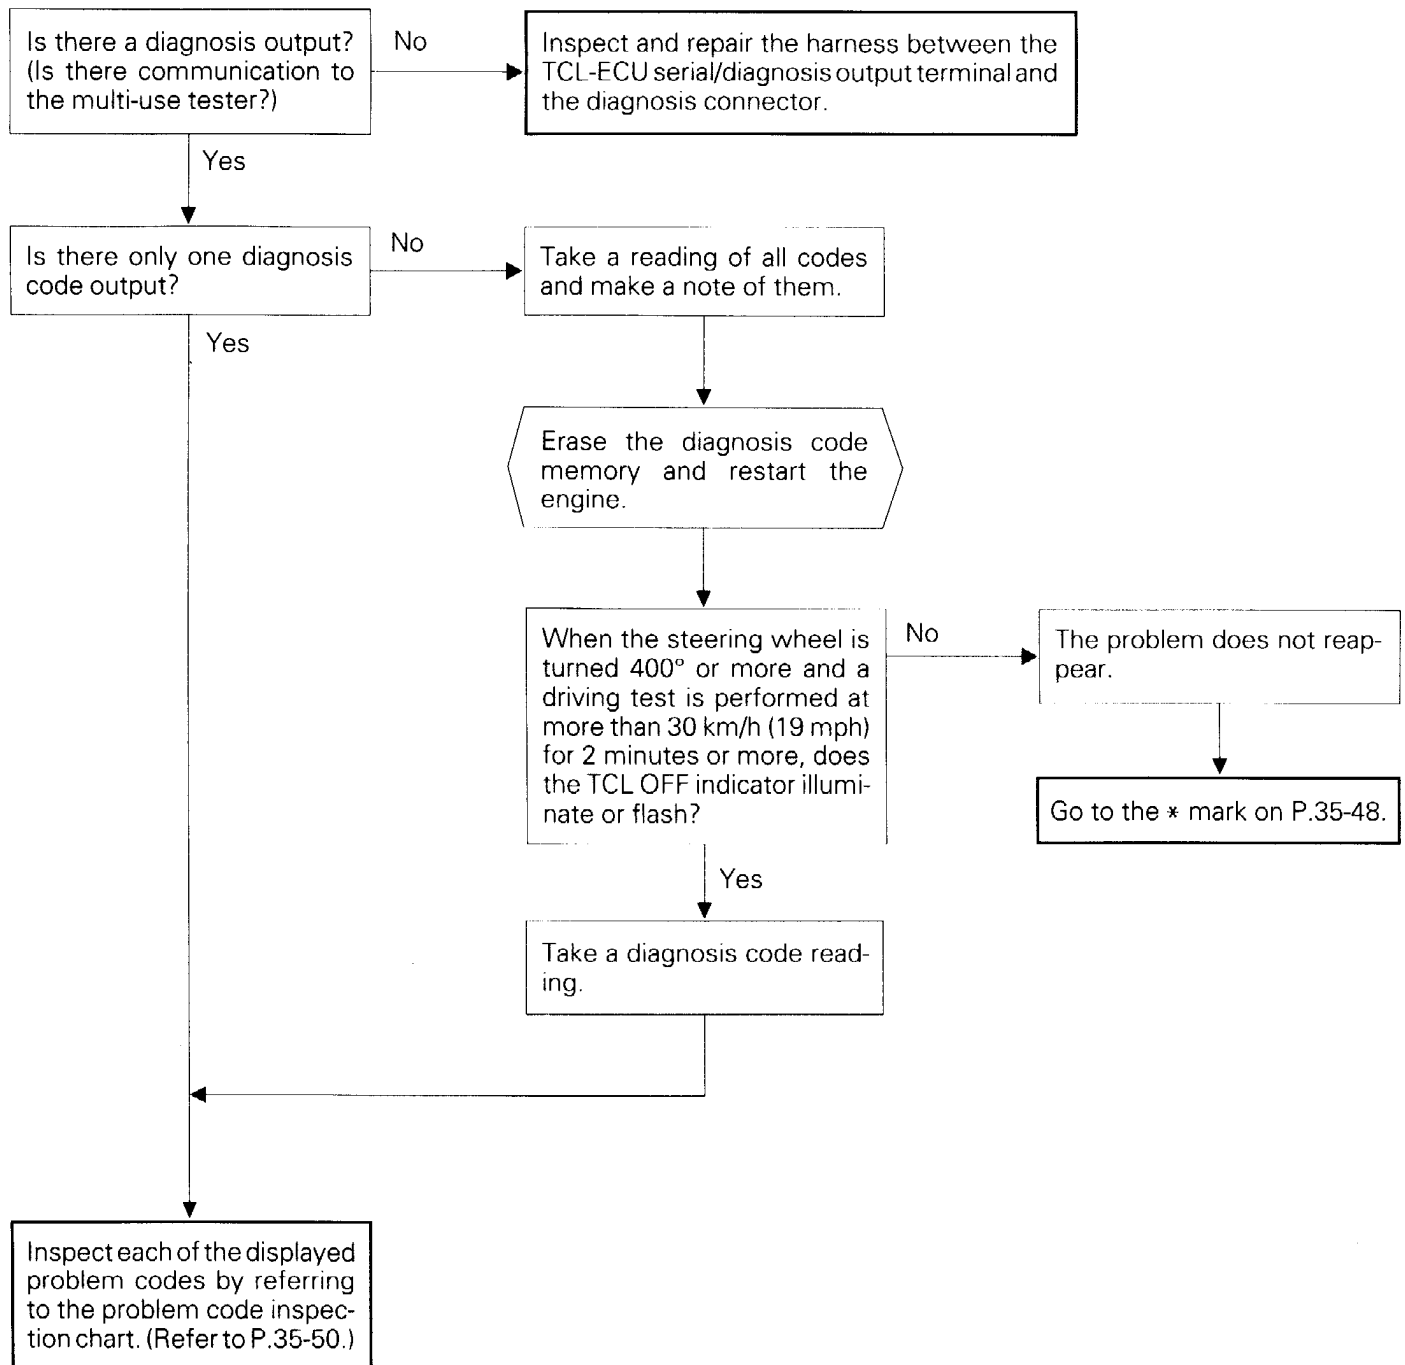 Is there a diagnosis output?
(Is there communication to
the multi-use tester?)
No
Inspect and repair the harness between the
TCL-ECU serial/diagnosis output terminal and
the diagnosis connector.
Yes
Is there only one diagnosis
code output?
No
Take a reading of all codes
and make a note of them.
Yes
Erase the diagnosis code
memory and restart the
engine.
When the steering wheel is
turned 400° or more and a
driving test is performed at
more than 30 km/h (19 mph)
for 2 minutes or more, does
the TCL OFF indicator illumi-
nate or flash?
No
The problem does not reap-
pear.
Go to the * mark on P.35-48.
Yes
Take a diagnosis code read-
ing.
Inspect each of the displayed
problem codes by referring
to the problem code inspec-
tion chart. (Refer to P.35-50.)